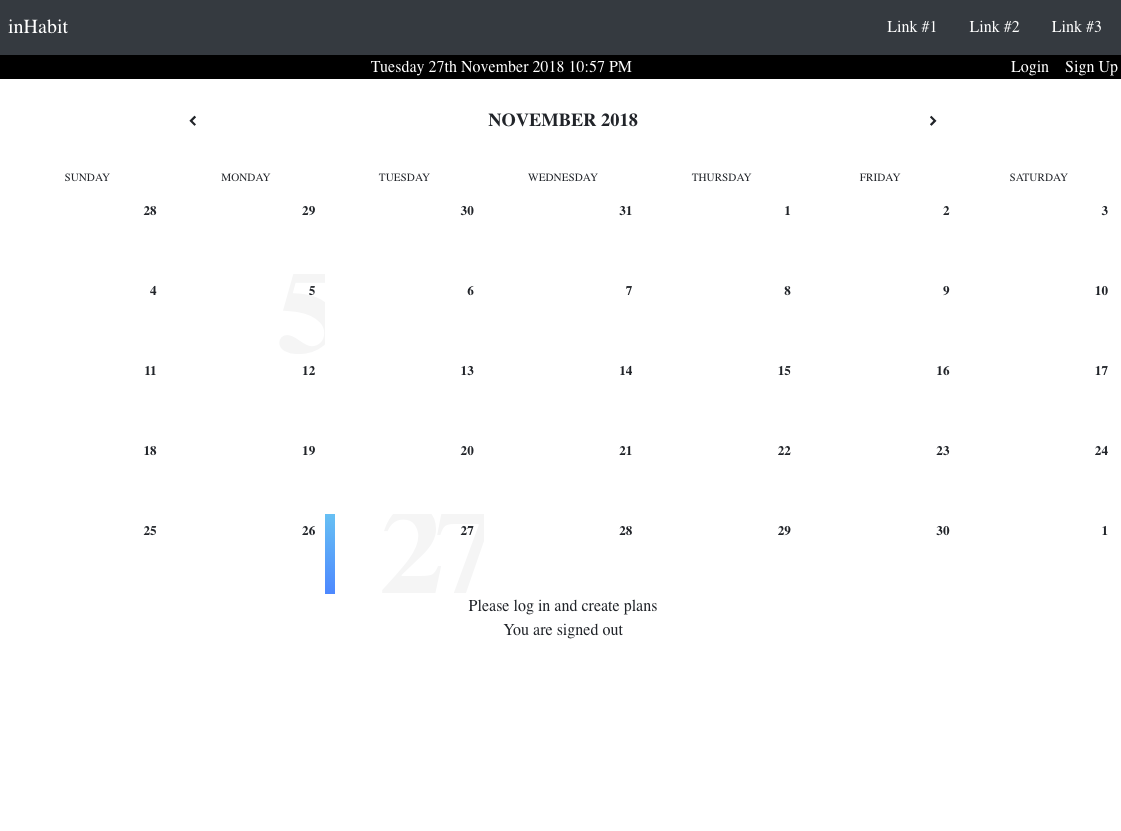 inHabit Link #1 Link #2 Link #3
Tuesday 27th November 2018 10:57 PM Login Sign Up
NOVEMBER 2018
SUNDAY MONDAY TUESDAY WEDNESDAY THURSDAY FRIDAY SATURDAY
28 29 30 31 1 2 3
4 5 5 6 7 8 9 10
11 12 13 14 15 16 17
18 19 20 21 22 23 24
25 26 27 27 28 29 30 1
Please log in and create plans
You are signed out